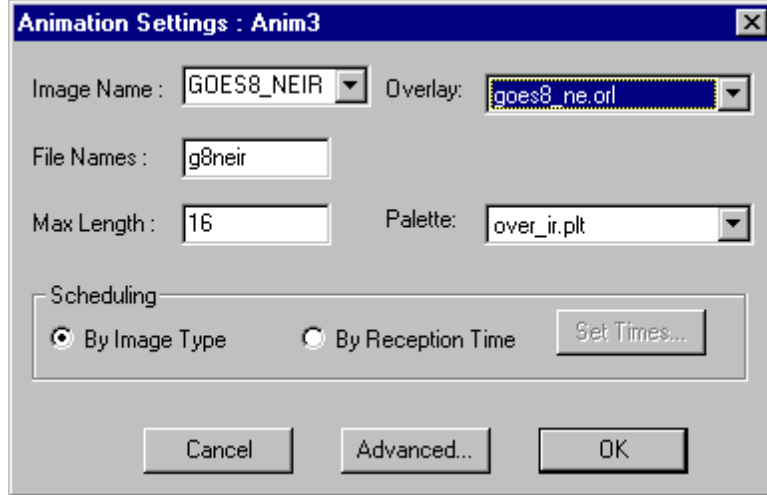 Animation Settings : Anim3
Image Name : GOES8_NEIR Overlay: goes8_ne.orl
File Names : g8neir
Max Length : 16 Palette: over_ir.plt
Scheduling
By Image Type By Reception Time Set Times...
Cancel Advanced... OK